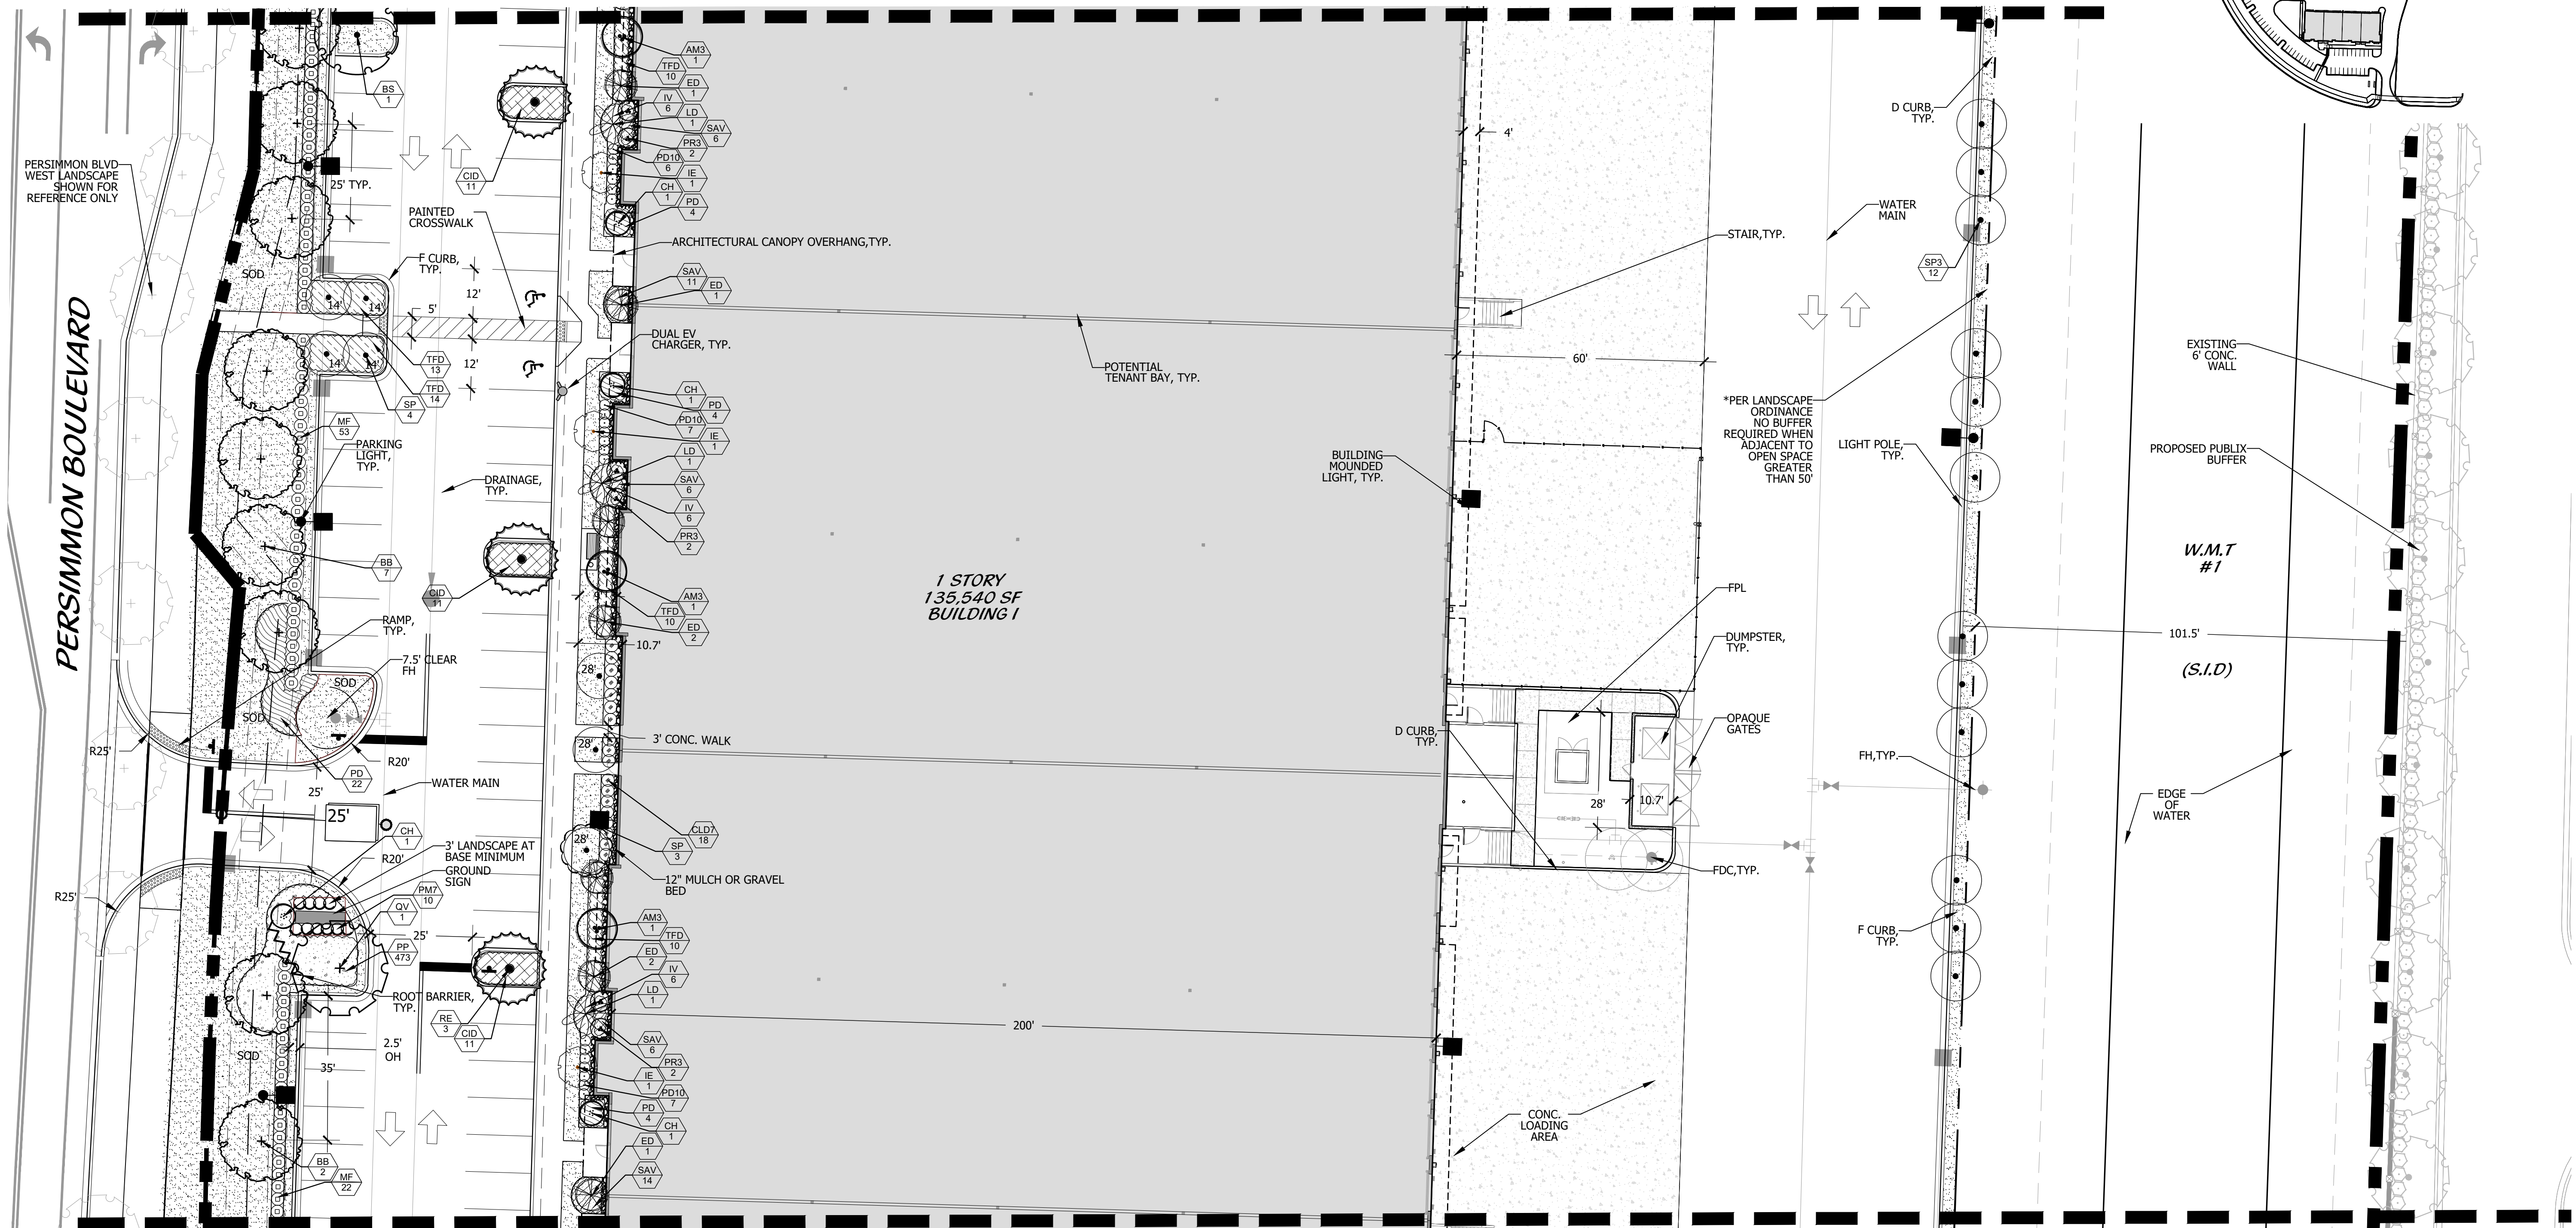 PERSIMMON BLVD
WEST LANDSCAPE
SHOWN FOR
REFERENCE ONLY
PERSIMMON BOULEVARD
BS
1
25' TYP.
CID
11
PAINTED
CROSSWALK
SOD
F CURB,
TYP.
12'
5'
14'
14'
14'
14'
12'
TFD
13
TFD
14
SP
4
MF
53
PARKING
LIGHT,
TYP.
DRAINAGE,
TYP.
BB
7
CID
11
RAMP,
TYP.
7.5' CLEAR
FH
SOD
SOD
R25'
R20'
PD
22
WATER MAIN
25'
25'
CH
1
R20'
3' LANDSCAPE AT
BASE MINIMUM
GROUND
SIGN
R25'
PM7
10
QV
1
25'
PP
473
ROOT BARRIER,
TYP.
RE
3
CID
11
2.5'
OH
SOD
35'
BB
2
MF
22
AM3
1
TFD
10
ED
1
IV
6
LD
1
SAV
6
PR3
2
PD10
6
IE
1
CH
1
PD
4
ARCHITECTURAL CANOPY OVERHANG,TYP.
SAV
11
ED
1
DUAL EV
CHARGER, TYP.
POTENTIAL
TENANT BAY, TYP.
CH
1
PD
4
PD10
7
IE
1
LD
1
SAV
6
IV
6
PR3
2
AM3
1
TFD
10
ED
2
10.7'
28'
28'
3' CONC. WALK
28'
CLD7
18
SP
3
12" MULCH OR GRAVEL
BED
AM3
1
TFD
10
ED
2
IV
6
LD
1
SAV
6
PR3
2
IE
1
PD10
7
PD
4
CH
1
ED
1
SAV
14
1 STORY
135,540 SF
BUILDING I
200'
4'
STAIR,TYP.
60'
BUILDING
MOUNDED
LIGHT, TYP.
FPL
DUMPSTER,
TYP.
OPAQUE
GATES
D CURB,
TYP.
28'
10.7'
FDC,TYP.
CONC.
LOADING
AREA
D CURB,
TYP.
WATER
MAIN
SP3
12
*PER LANDSCAPE
ORDINANCE
NO BUFFER
REQUIRED WHEN
ADJACENT TO
OPEN SPACE
GREATER
THAN 50'
LIGHT POLE,
TYP.
FH,TYP.
F CURB,
TYP.
EXISTING
6' CONC.
WALL
PROPOSED PUBLIX
BUFFER
W.M.T
#1
101.5'
(S.I.D)
EDGE
OF
WATER